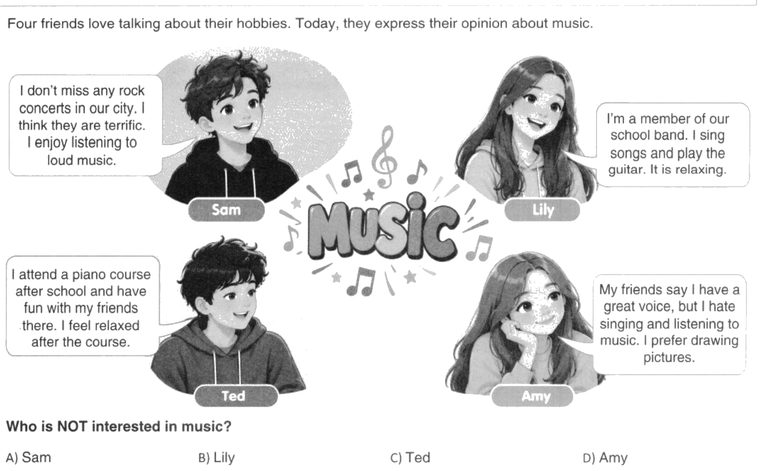 Four friends love talking about their hobbies. Today, they express their opinion about music.
I don't miss any rock
concerts in our city. I
think they are terrific.
I enjoy listening to
loud music.
Sam
I'm a member of our
school band. I sing
songs and play the
guitar. It is relaxing.
Lily
MUSiC
I attend a piano course
after school and have
fun with my friends
there. I feel relaxed
after the course.
Ted
My friends say I have a
great voice, but I hate
singing and listening to
music. I prefer drawing
pictures.
Amy
Who is NOT interested in music?
A) Sam B) Lily C) Ted D) Amy